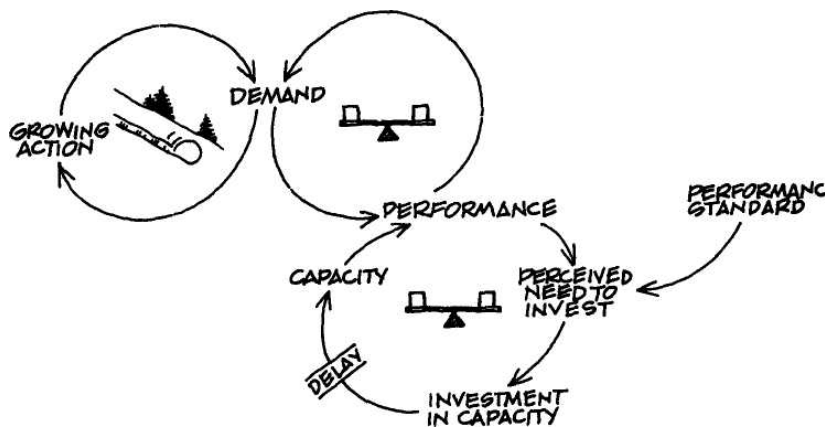 DEMAND
GROWING
ACTION
PERFORMANCE
PERFORMANC
STANDARD
CAPACITY
PERCEIVED
NEED TO
INVEST
DELAY
INVESTMENT
IN CAPACITY